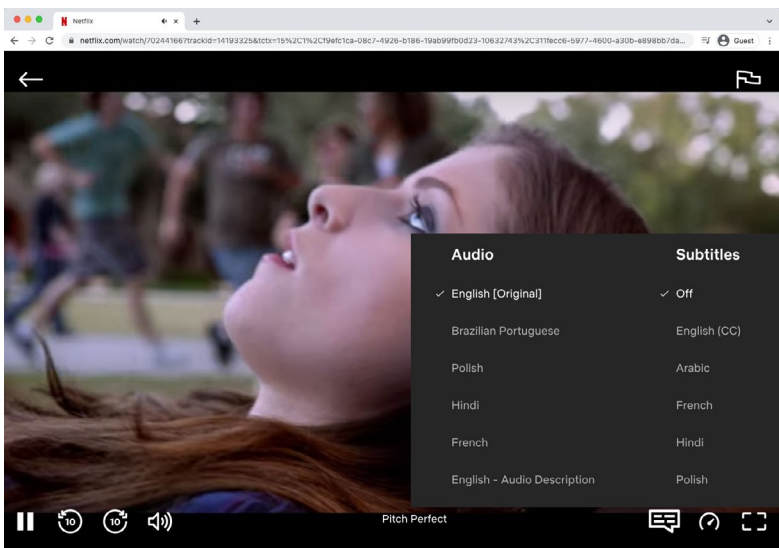 Netflix
netflix.com/watch/70244166?trackId=14193325&tctx=15%2C1%2Cf9efc1ca-08c7-4926-b186-19ab99fb0d23-10632743%2C311fecc6-5977-4600-a30b-e898bb7da...
Guest
Audio
Subtitles
English [Original]
Off
Brazilian Portuguese
English (CC)
Polish
Arabic
Hindi
French
French
Hindi
English - Audio Description
Polish
10
10
Pitch Perfect